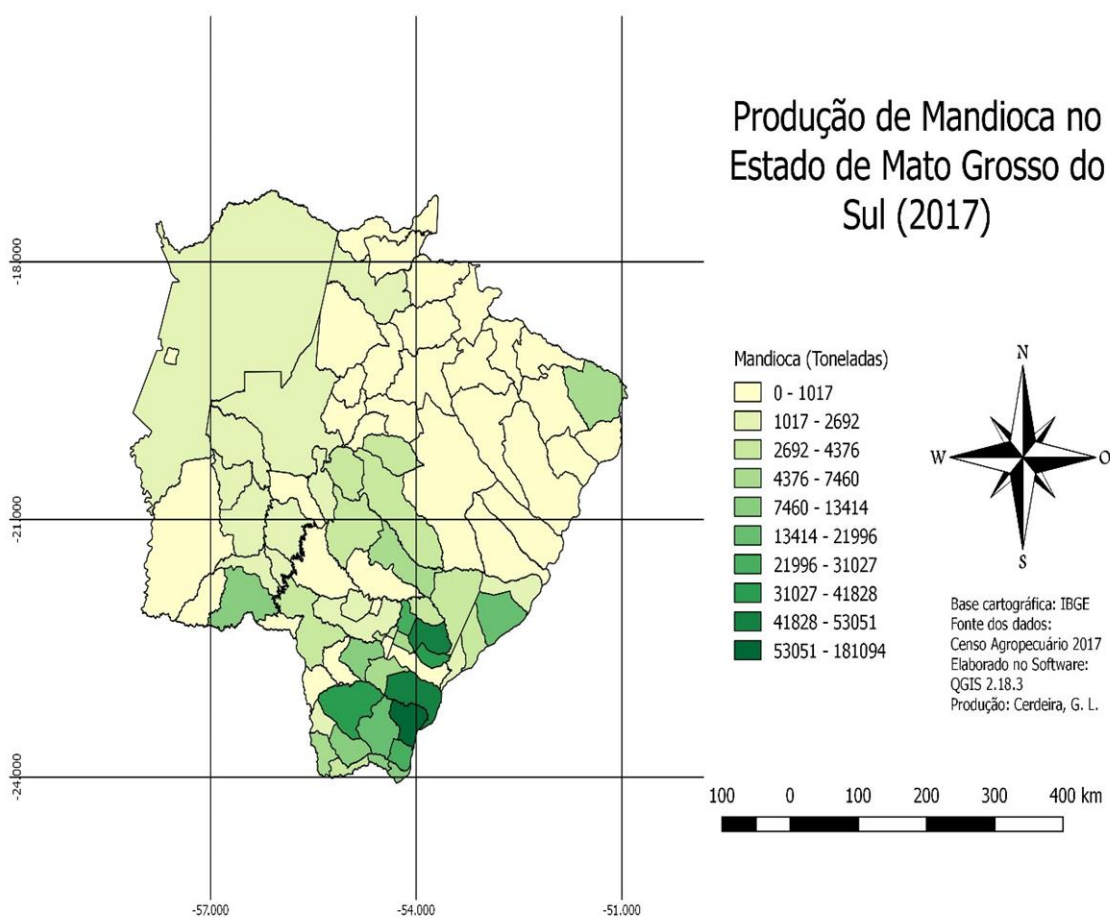 Produção de Mandioca no
Estado de Mato Grosso do
Sul (2017)
-18.000
-21.000
-24.000
-57.000
-54.000
-51.000
Mandioca (Toneladas)
0 - 1017
1017 - 2692
2692 - 4376
4376 - 7460
7460 - 13414
13414 - 21996
21996 - 31027
31027 - 41828
41828 - 53051
53051 - 181094
N
W
O
S
Base cartográfica: IBGE
Fonte dos dados:
Censo Agropecuário 2017
Elaborado no Software:
QGIS 2.18.3
Produção: Cerdeira, G. L.
100 0 100 200 300 400 km